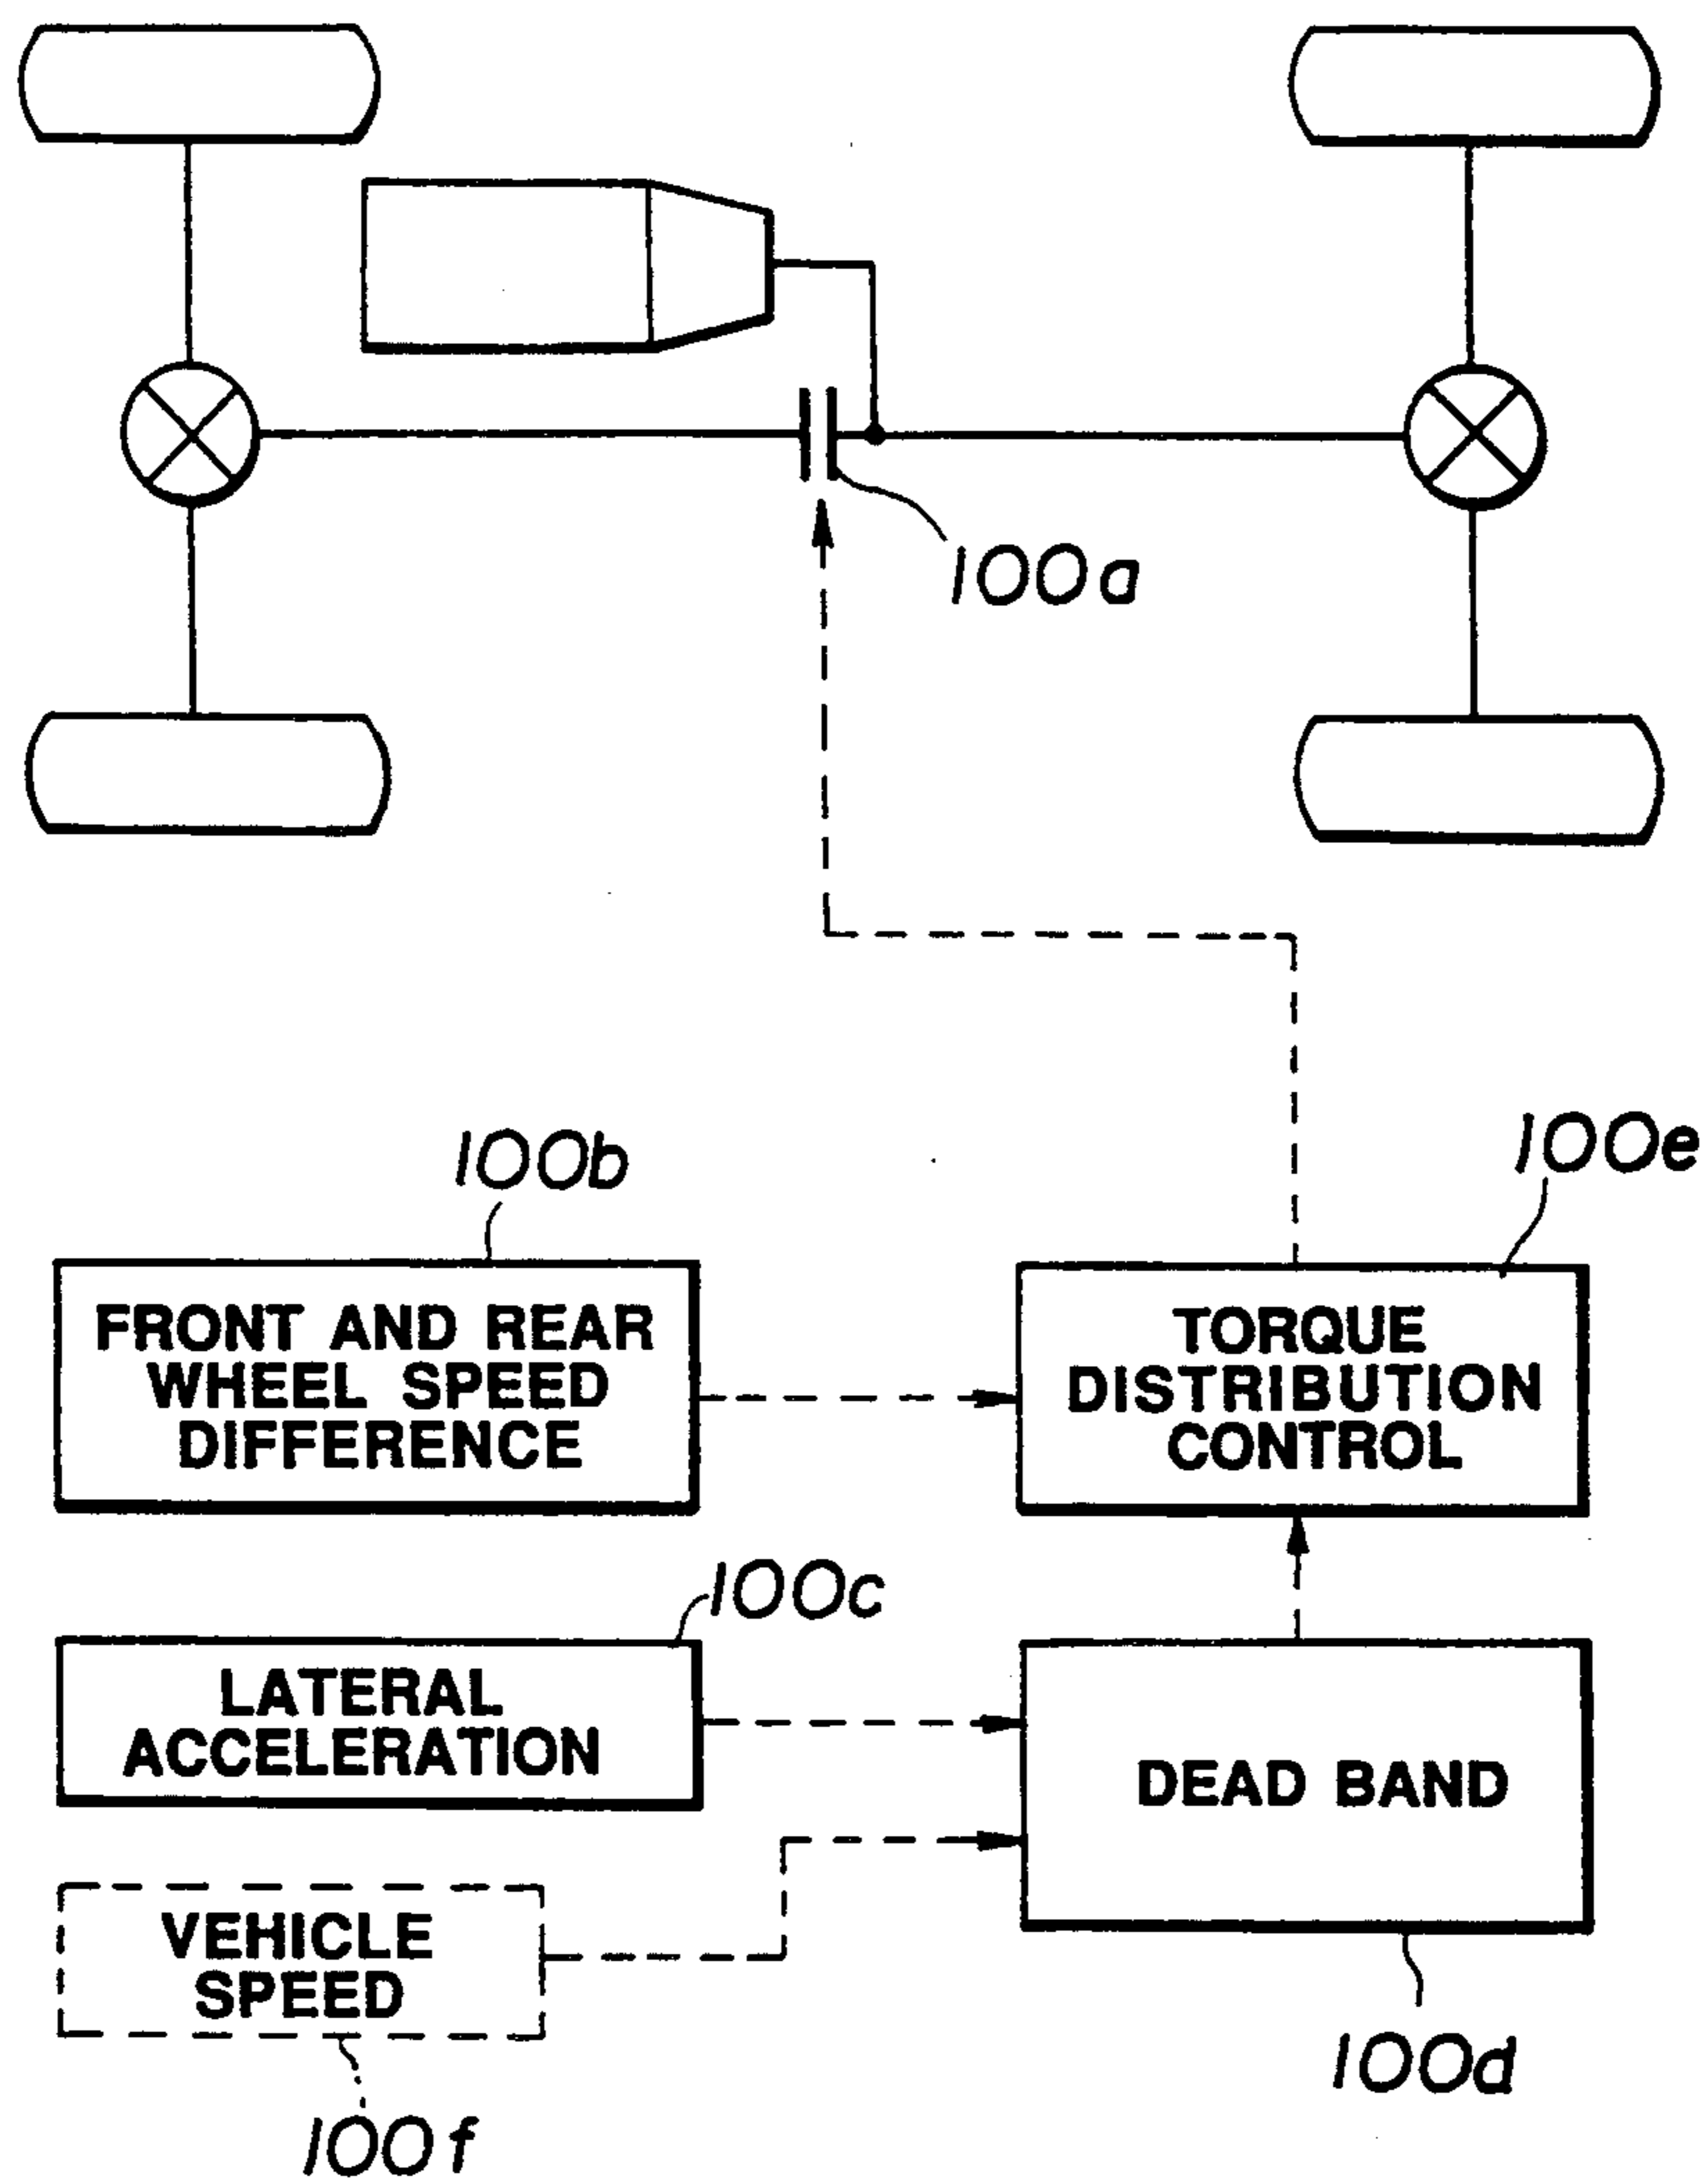 100a
100b
100e
FRONT AND REAR
WHEEL SPEED
DIFFERENCE
TORQUE
DISTRIBUTION
CONTROL
100c
LATERAL
ACCELERATION
DEAD BAND
VEHICLE
SPEED
100d
100f